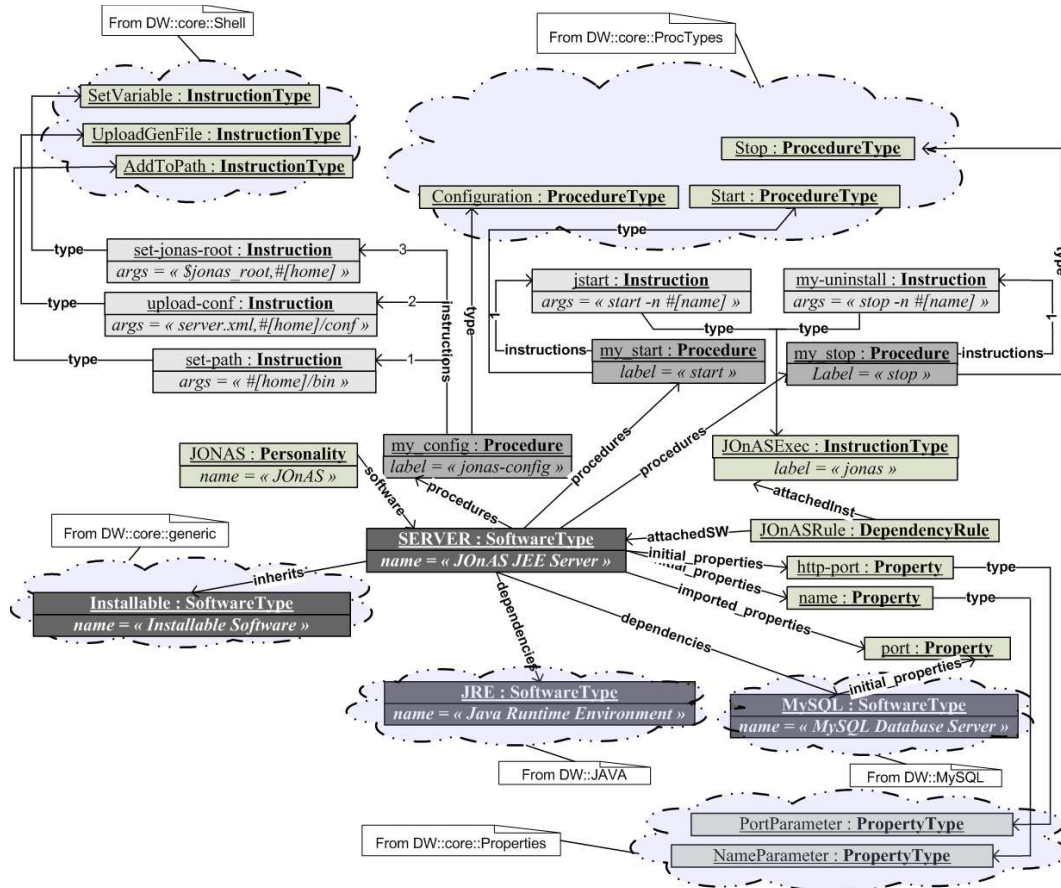 From DW::core::Shell
From DW::core::ProcTypes
SetVariable : InstructionType
UploadGenFile : InstructionType
AddToPath : InstructionType
Stop : ProcedureType
Configuration : ProcedureType
Start : ProcedureType
type
type
set-jonas-root : Instruction
args = « $jonas_root,#[home] »
3
type
upload-conf : Instruction
args = « server.xml,#[home]/conf »
2
type
set-path : Instruction
args = « #[home]/bin »
1
instructions
type
jstart : Instruction
args = « start -n #[name] »
my-uninstall : Instruction
args = « stop -n #[name] »
type
type
type
1
1
instructions
my_start : Procedure
label = « start »
my_stop : Procedure
Label = « stop »
instructions
JONAS : Personality
name = « JOnAS »
my_config : Procedure
label = « jonas-config »
procedures
procedures
JOnASExec : InstructionType
label = « jonas »
software
procedures
attachedInst
From DW::core::generic
SERVER : SoftwareType
name = « JOnAS JEE Server »
attachedSW
JOnASRule : DependencyRule
initial_properties
http-port : Property
type
initial_properties
name : Property
type
inherits
imported_properties
Installable : SoftwareType
name = « Installable Software »
dependencies
dependencies
port : Property
initial_properties
JRE : SoftwareType
name = « Java Runtime Environment »
MySQL : SoftwareType
name = « MySQL Database Server »
From DW::JAVA
From DW::MySQL
From DW::core::Properties
PortParameter : PropertyType
NameParameter : PropertyType